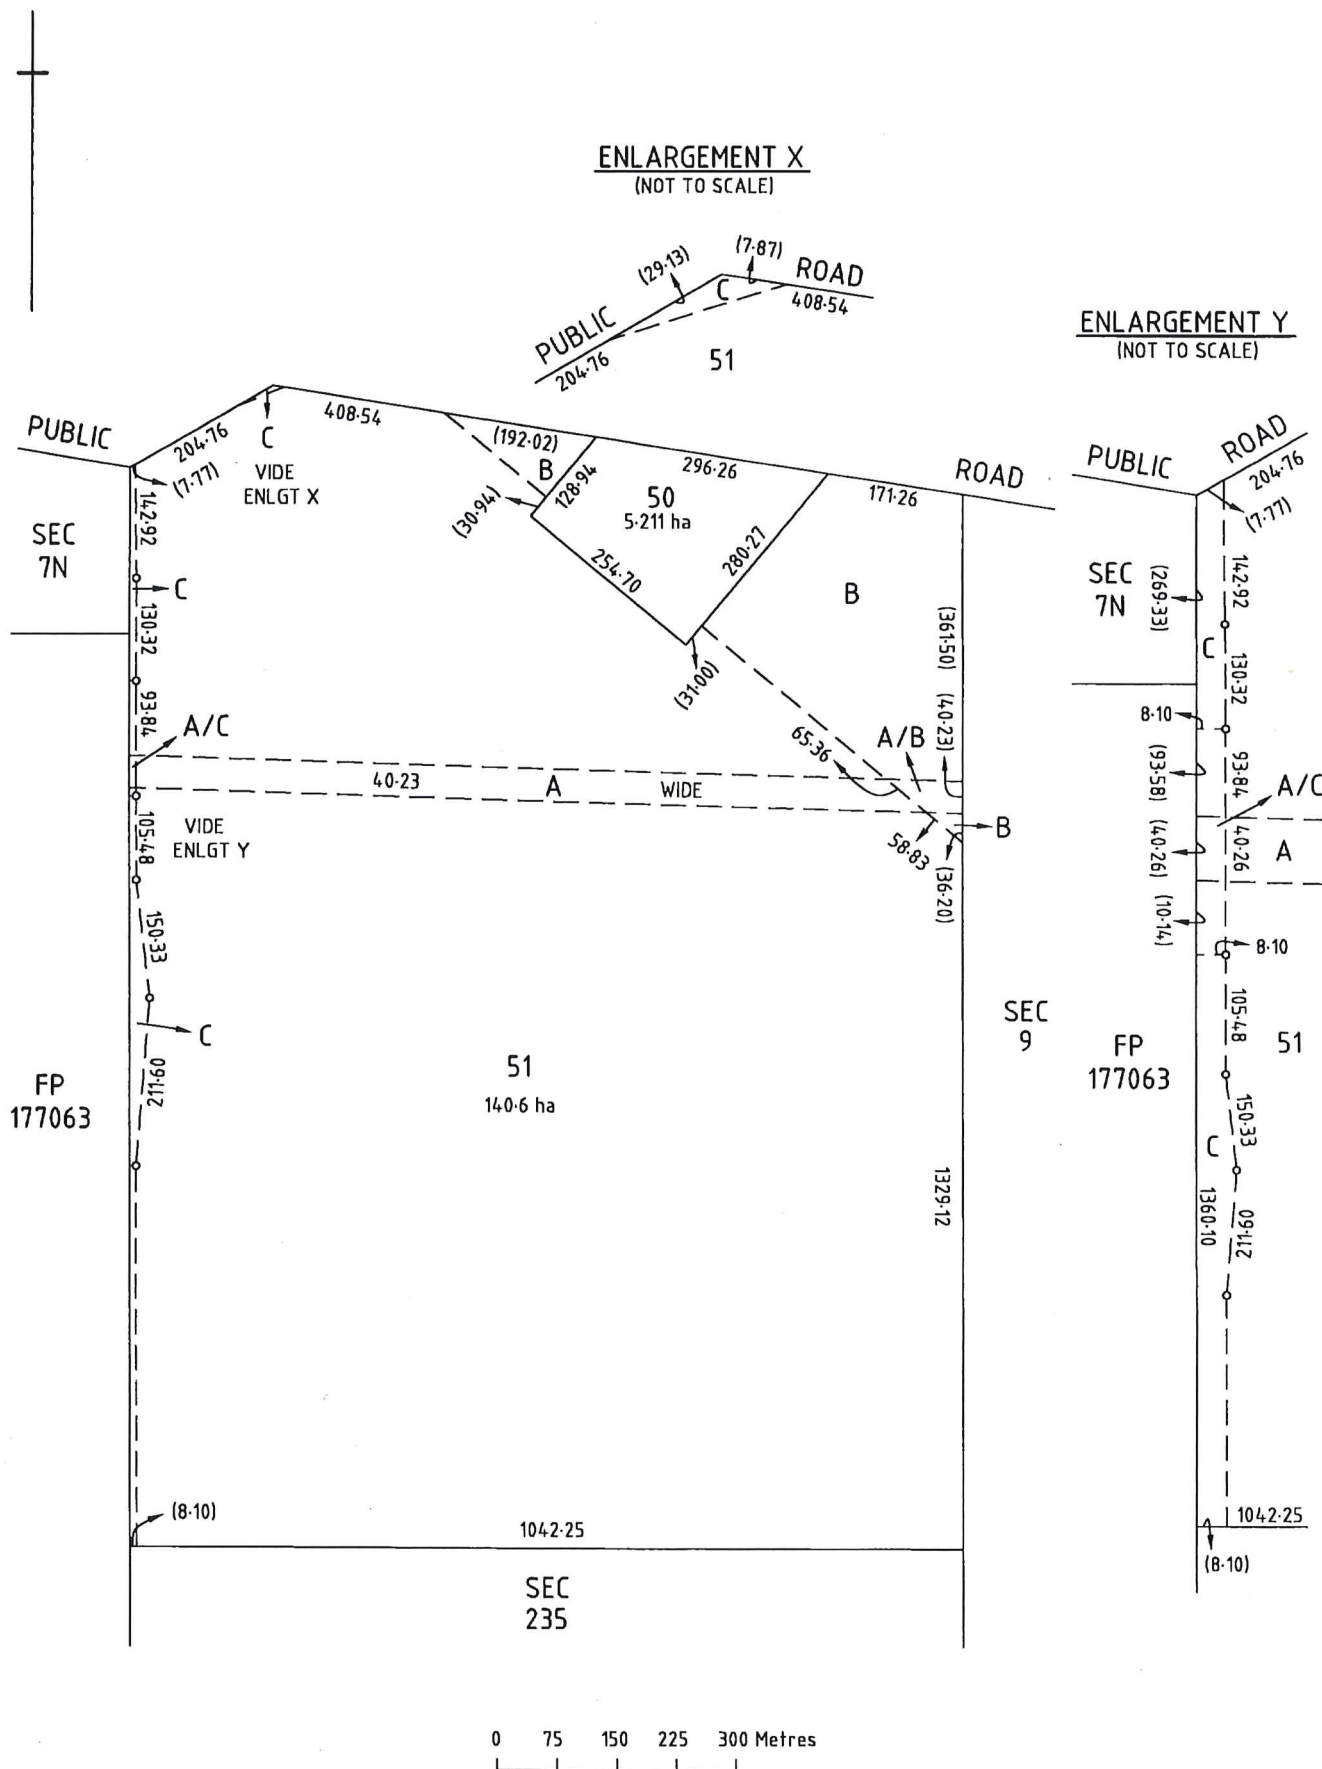 ENLARGEMENT X
(NOT TO SCALE)
(29·13)
(7·87)
ROAD
C
408·54
PUBLIC
204·76
51
ENLARGEMENT Y
(NOT TO SCALE)
PUBLIC
204·76
C
VIDE
ENLGT X
(7·77)
408·54
(192·02)
B
128·94
(30·94)
296·26
50
5·211 ha
254·70
280·27
(31·00)
171·26
ROAD
B
SEC
7N
142·92
C
130·32
93·84
A/C
(361·50)
(40·23)
A/B
65·36
40·23
A
WIDE
B
58·83
(36·20)
VIDE
ENLGT Y
105·48
150·33
C
211·60
FP
177063
51
140·6 ha
SEC
9
1329·12
(8·10)
1042·25
SEC
235
PUBLIC
ROAD
204·76
(7·77)
SEC
7N
(269·33)
142·92
C
130·32
8·10
(93·58)
93·84
A/C
(40·26)
40·26
A
(10·14)
8·10
105·48
51
FP
177063
150·33
C
1360·10
211·60
1042·25
(8·10)
0 75 150 225 300 Metres